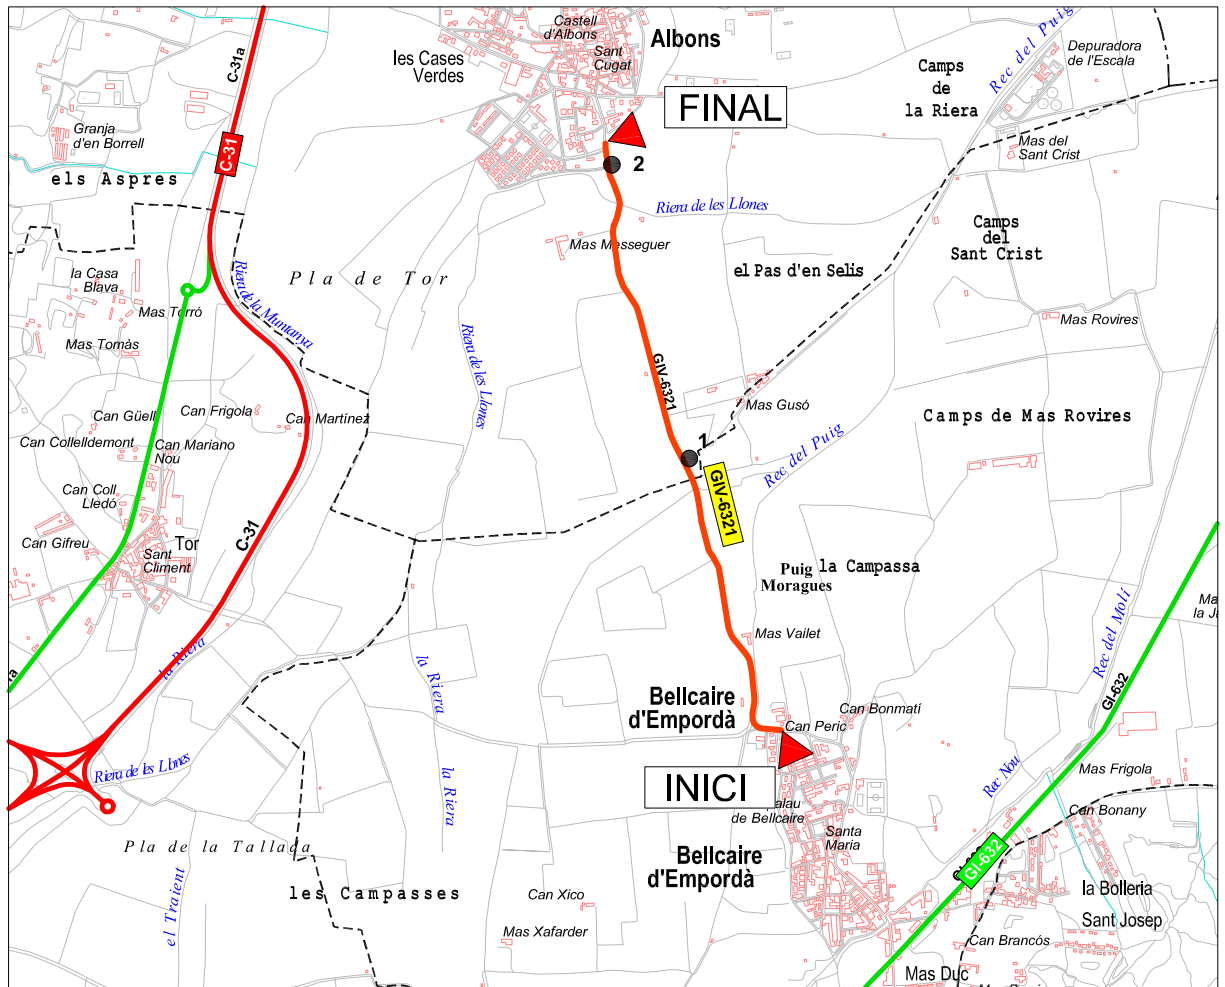 Castell
d'Albons
Albons
Sant
Cugat
les Cases
Verdes
C-31a
Rec del Puig
Depuradora
de l'Escala
Camps
de
la Riera
FINAL
Granja
d'en Borrell
C-31
els Aspres
2
Mas del
Sant Crist
Riera de les Llones
Camps
del
Sant Crist
Mas Messeguer
el Pas d'en Selis
la Casa
Blava
Pla de Tor
Riera de la Muntanya
Mas Torró
Mas Rovires
Mas Tomàs
Riera de les Llones
GIV-6321
Mas Gusó
Can Güell
Can Frigola
Can Martínez
Camps de Mas Rovires
Can Collelldemont
Can Mariano
Nou
1
Rec del Puig
Can Coll
Lledó
GIV-6321
C-31
Can Gifreu
Tor
Sant
Climent
Puig
Moragues
la Campassa
Rec del Molí
Mas Vailet
la Riera
la Riera
GI-632
Bellcaire
d'Empordà
Can Bonmatí
Can Peric
Riera de les Llones
la Riera
INICI
Rec Nou
Mas Frigola
de Bellcaire
Can Bonany
Santa
Maria
Pla de la Tallada
Bellcaire
d'Empordà
GI-632
les Campasses
Can Xico
la Bolleria
el Traient
Sant Josep
Mas Xafarder
Can Brancós
Mas Duc